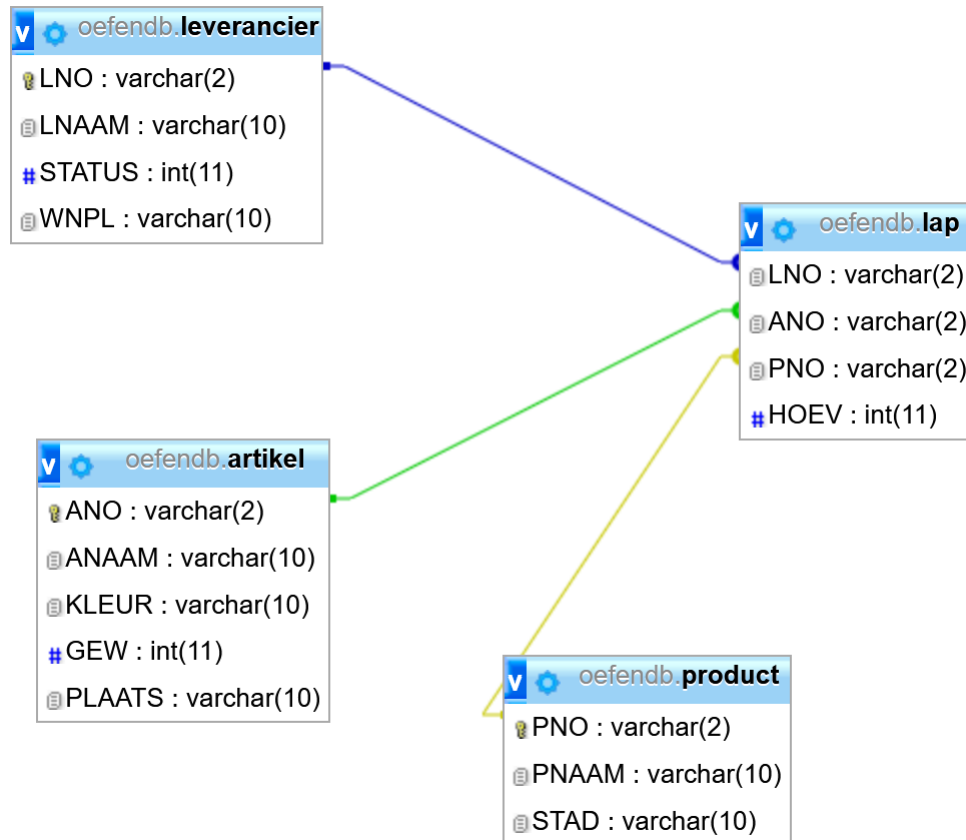 v oefendb.leverancier
LNO : varchar(2)
LNAAM : varchar(10)
# STATUS : int(11)
WNPL : varchar(10)
v oefendb.lap
LNO : varchar(2)
ANO : varchar(2)
PNO : varchar(2)
# HOEV : int(11)
v oefendb.artikel
ANO : varchar(2)
ANAAM : varchar(10)
KLEUR : varchar(10)
# GEW : int(11)
PLAATS : varchar(10)
v oefendb.product
PNO : varchar(2)
PNAAM : varchar(10)
STAD : varchar(10)